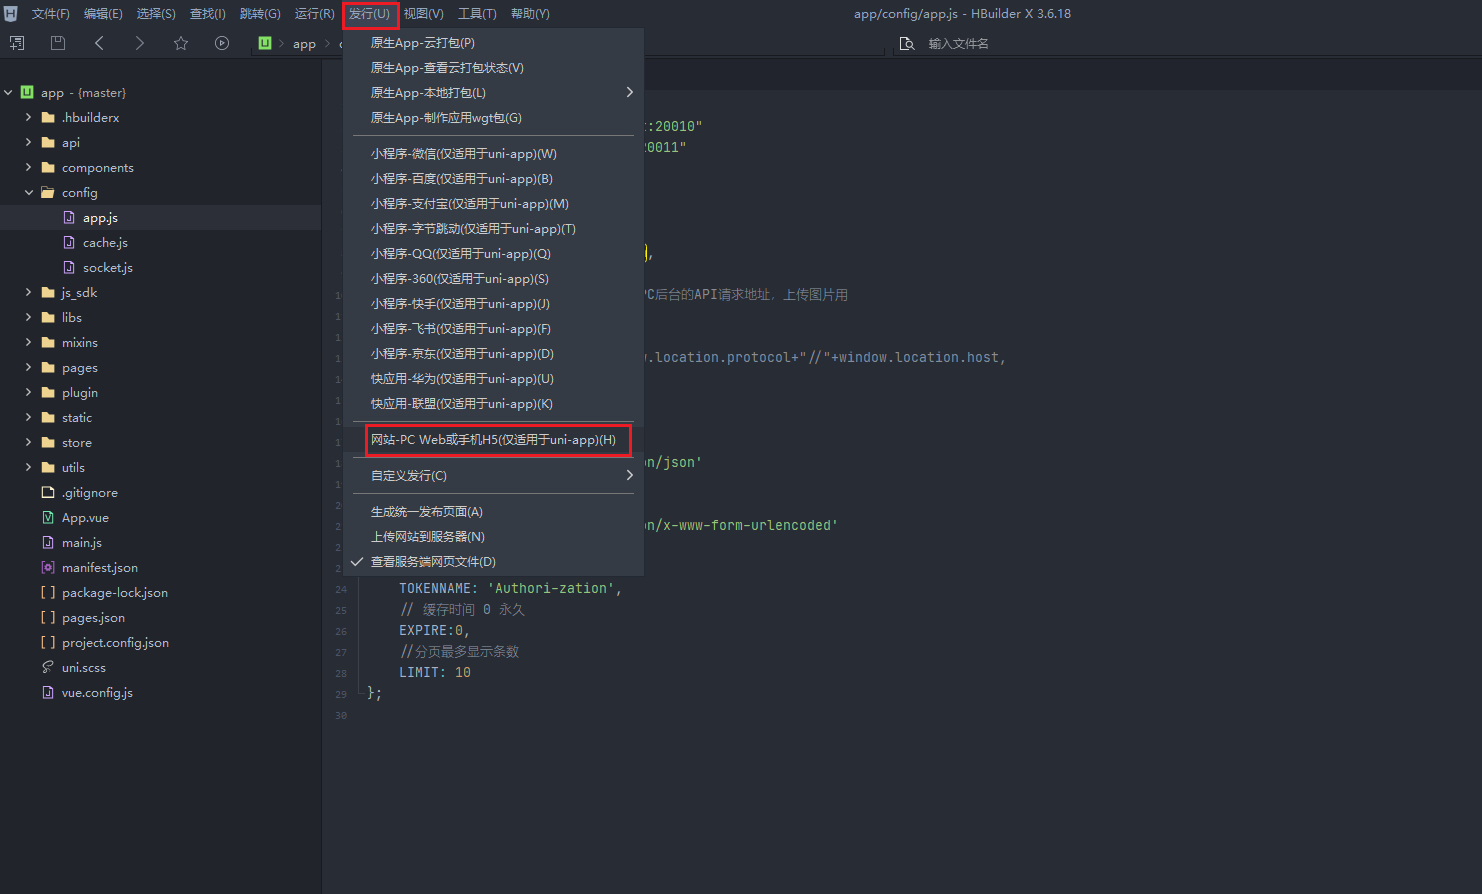 文件(F) 编辑(E) 选择(S) 查找(I) 跳转(G) 运行(R) 发行(U) 视图(V) 工具(T) 帮助(Y)
app/config/app.js - HBuilder X 3.6.18
app
输入文件名
app - {master}
.hbuilderx
api
components
config
app.js
cache.js
socket.js
js_sdk
libs
mixins
pages
plugin
static
store
utils
.gitignore
App.vue
main.js
manifest.json
package-lock.json
pages.json
project.config.json
uni.scss
vue.config.js
原生App-云打包(P)
原生App-查看云打包状态(V)
原生App-本地打包(L)
原生App-制作应用wgt包(G)
小程序-微信(仅适用于uni-app)(W)
小程序-百度(仅适用于uni-app)(B)
小程序-支付宝(仅适用于uni-app)(M)
小程序-字节跳动(仅适用于uni-app)(T)
小程序-QQ(仅适用于uni-app)(Q)
小程序-360(仅适用于uni-app)(S)
小程序-快手(仅适用于uni-app)(J)
小程序-飞书(仅适用于uni-app)(F)
小程序-京东(仅适用于uni-app)(D)
快应用-华为(仅适用于uni-app)(U)
快应用-联盟(仅适用于uni-app)(K)
网站-PC Web或手机H5(仅适用于uni-app)(H)
自定义发行(C)
生成统一发布页面(A)
上传网站到服务器(N)
查看服务端网页文件(D)
:20010"
20011"
,
PC后台的API请求地址，上传图片用
.location.protocol+"//"+window.location.host,
on/json'
on/x-www-form-urlencoded'
24 TOKENNAME: 'Authori-zation',
25 // 缓存时间 0 永久
26 EXPIRE:0,
27 //分页最多显示条数
28 LIMIT: 10
29 };
30